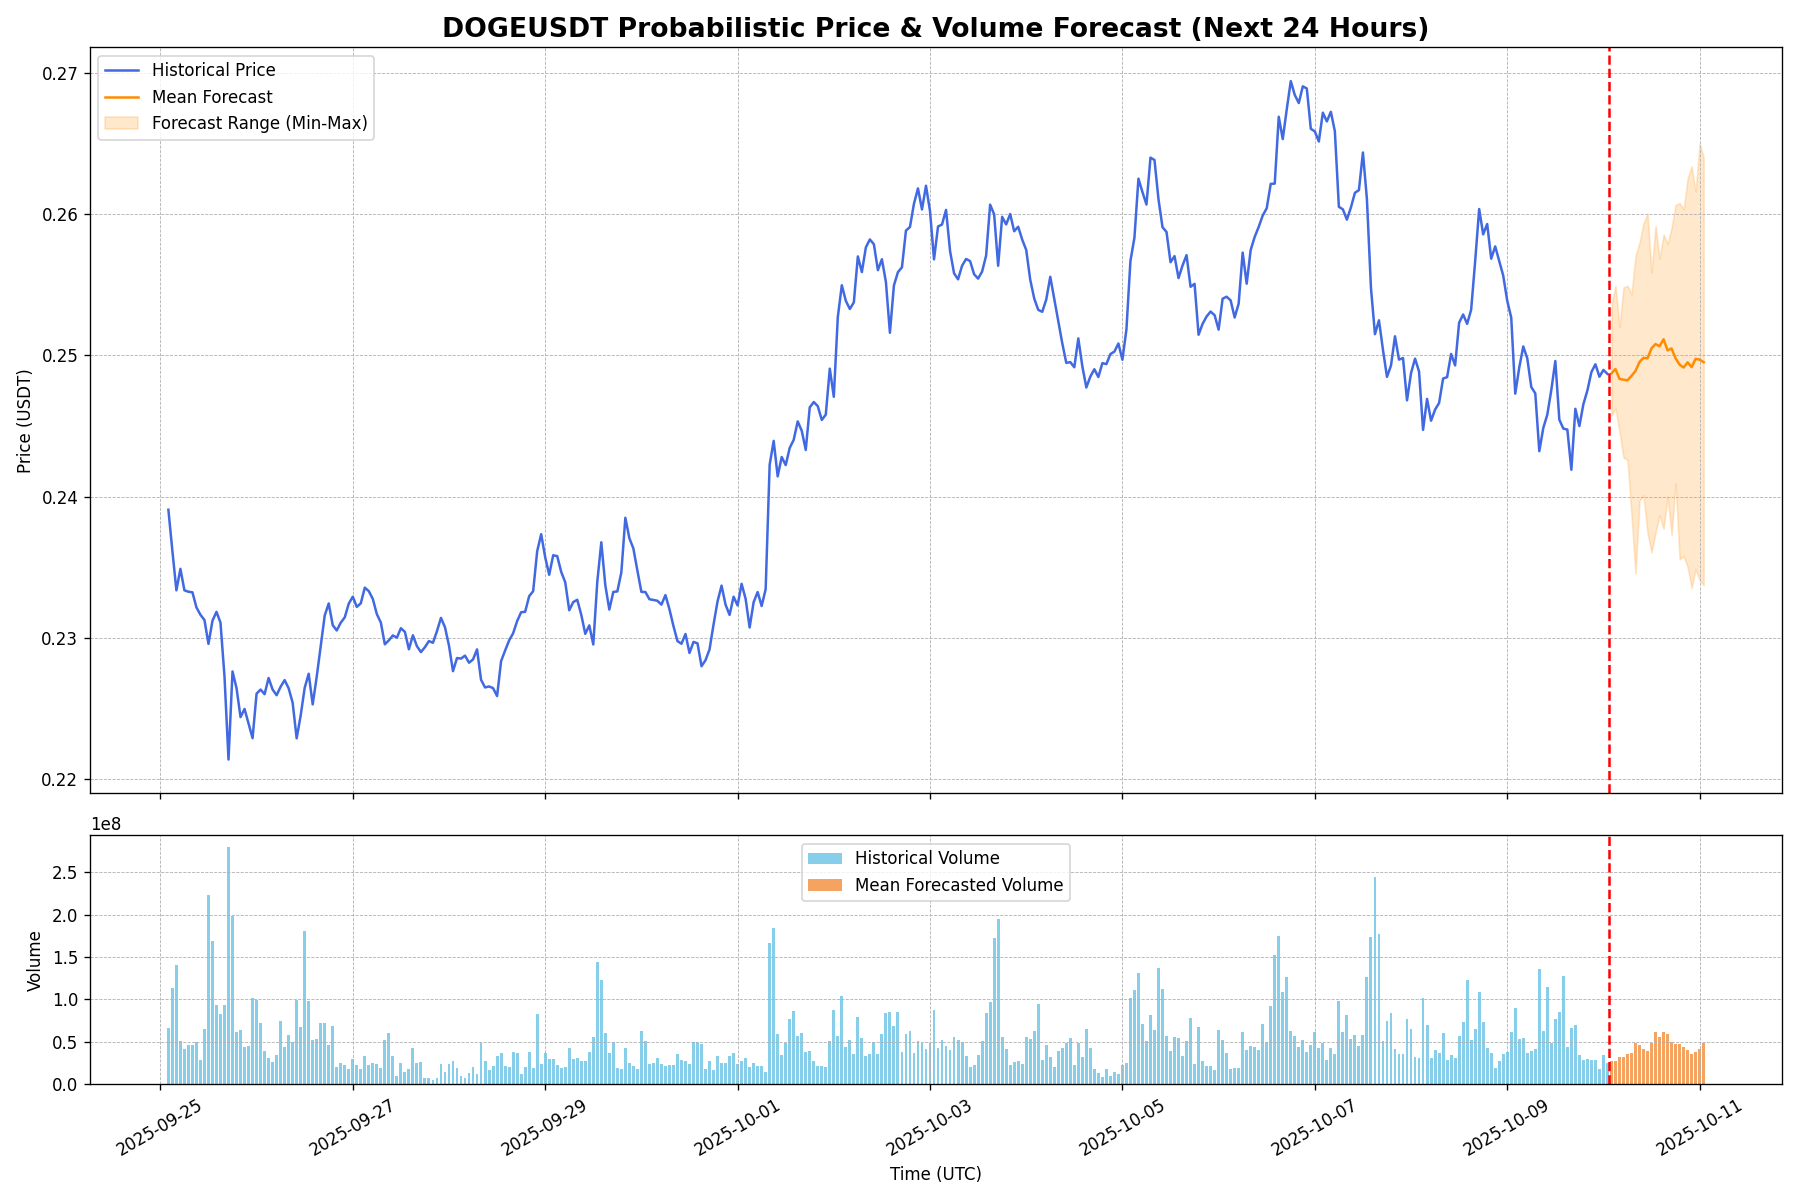 DOGEUSDT Probabilistic Price & Volume Forecast (Next 24 Hours)
Historical Price
Mean Forecast
Forecast Range (Min-Max)
0.27
0.26
0.25
0.24
0.23
0.22
Price (USDT)
1e8
Historical Volume
Mean Forecasted Volume
2.5
2.0
1.5
1.0
0.5
0.0
Volume
2025-09-25
2025-09-27
2025-09-29
2025-10-01
2025-10-03
2025-10-05
2025-10-07
2025-10-09
2025-10-11
Time (UTC)